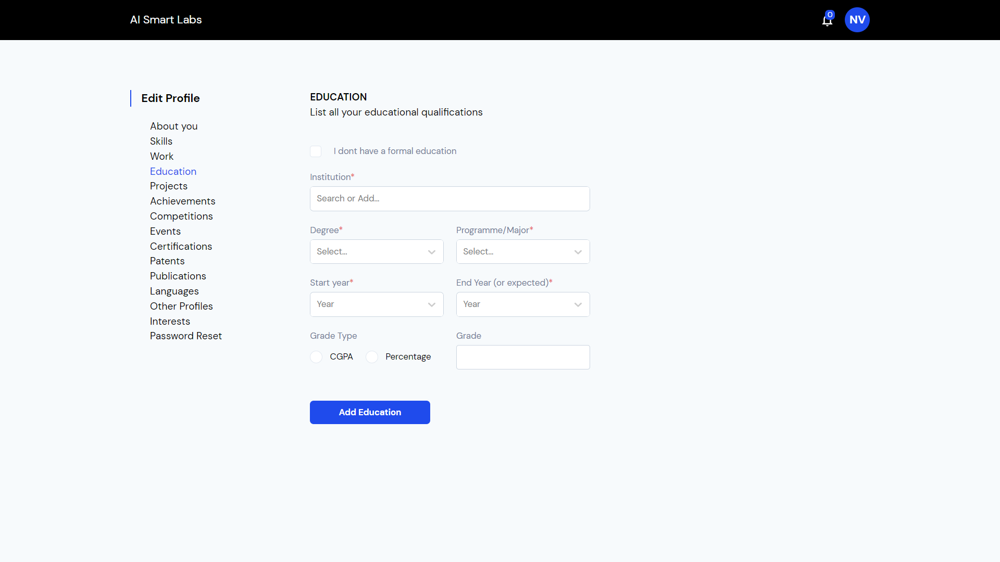 AI Smart Labs
0
NV
Edit Profile
About you
Skills
Work
Education
Projects
Achievements
Competitions
Events
Certifications
Patents
Publications
Languages
Other Profiles
Interests
Password Reset
EDUCATION
List all your educational qualifications
I dont have a formal education
Institution*
Search or Add...
Degree* Programme/Major*
Select... Select...
Start year* End Year (or expected)*
Year Year
Grade Type Grade
CGPA Percentage
Add Education